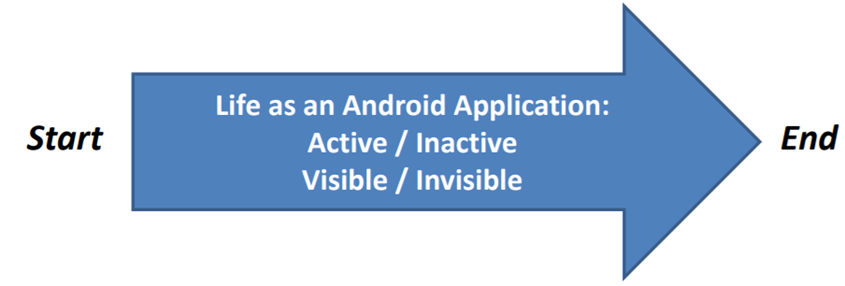 Start
Life as an Android Application:
Active / Inactive
Visible / Invisible
End